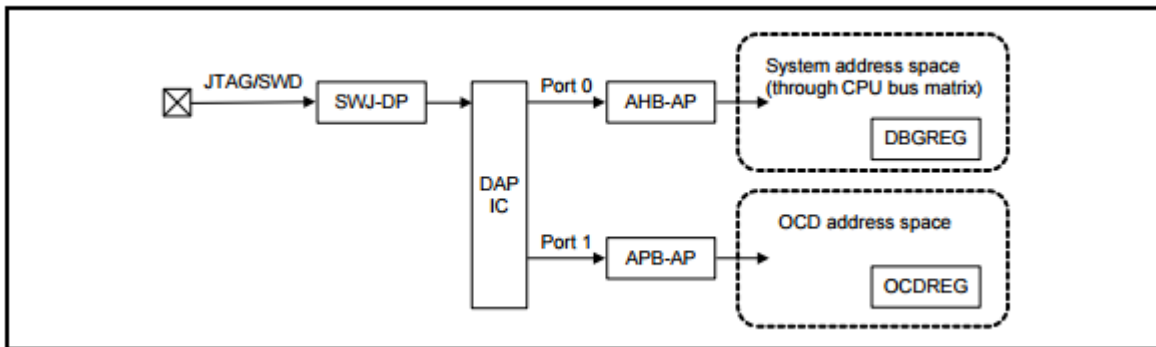 JTAG/SWD
SWJ-DP
DAP
IC
Port 0
AHB-AP
System address space
(through CPU bus matrix)
DBGREG
Port 1
APB-AP
OCD address space
OCDREG